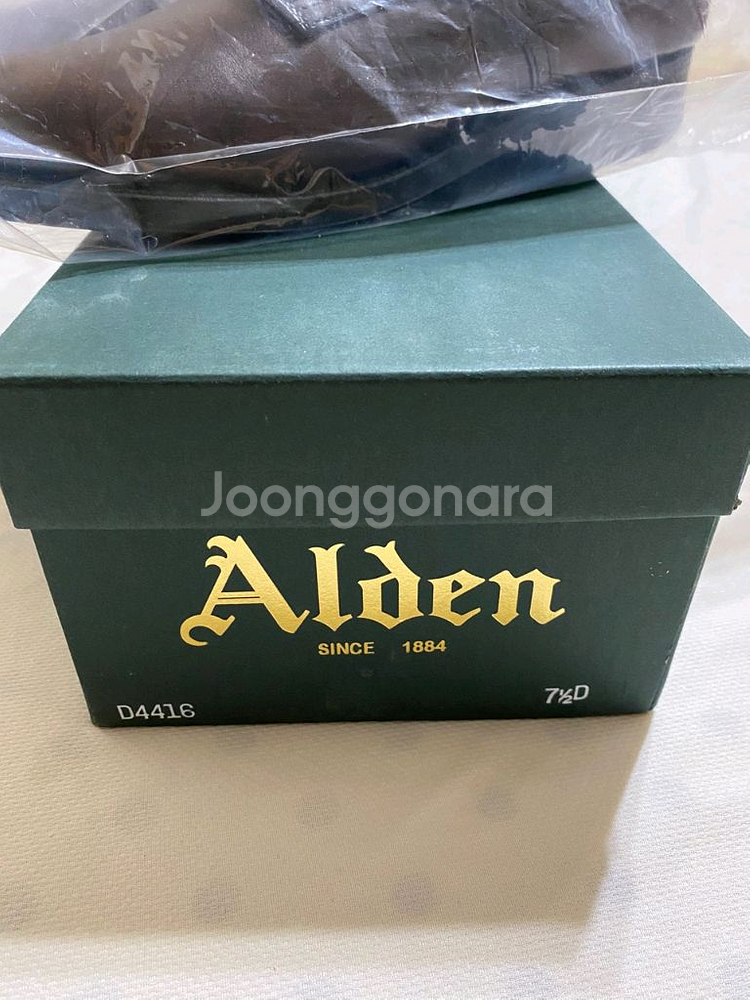 Joonggonara
Alden
SINCE 1884
D4416 7½D